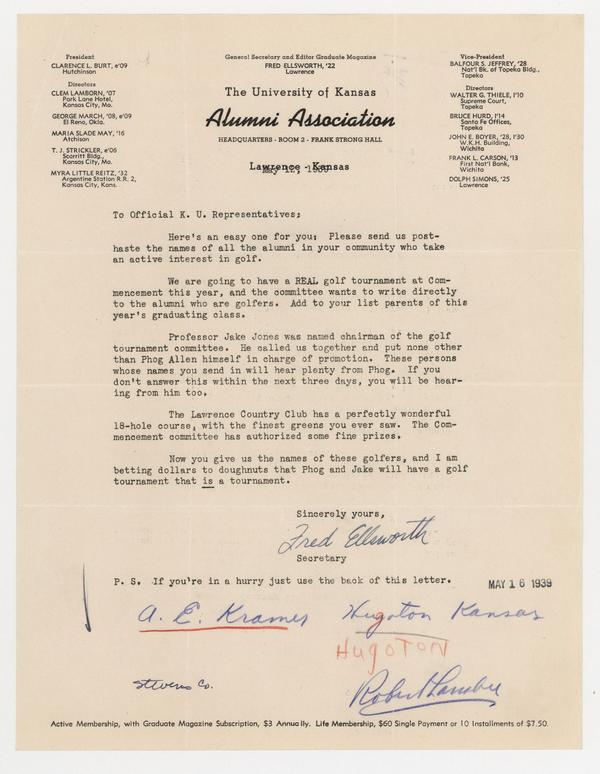 President
CLARENCE L. BURT, e'09
Hutchinson
Directors
CLEM LAMBORN, '07
Park Lane Hotel,
Kansas City, Mo.
GEORGE MARCH, '08, e'09
El Reno, Okla.
MARIA SLADE MAY, '16
Atchison
T. J. STRICKLER, e'06
Scarritt Bldg.,
Kansas City, Mo.
MYRA LITTLE REITZ, '32
Argentine Station R.R. 2,
Kansas City, Kans.
General Secretary and Editor Graduate Magazine
FRED ELLSWORTH, '22
Lawrence
The University of Kansas
Alumni Association
HEADQUARTERS - ROOM 2 - FRANK STRONG HALL
Lawrence - Kansas
May 12, 1939
Vice-President
BALFOUR S. JEFFREY, '28
Nat'l Bk. of Topeka Bldg.,
Topeka
Directors
WALTER G. THIELE, l'10
Supreme Court,
Topeka
BRUCE HURD, l'14
Santa Fe Offices,
Topeka
JOHN E. BOYER, '28, l'30
W.K.H. Building,
Wichita
FRANK L. CARSON, '13
First Nat'l Bank,
Wichita
DOLPH SIMONS, '25
Lawrence
To Official K. U. Representatives;
Here's an easy one for you: Please send us post-
haste the names of all the alumni in your community who take
an active interest in golf.
We are going to have a REAL golf tournament at Com-
mencement this year, and the committee wants to write directly
to the alumni who are golfers. Add to your list parents of this
year's graduating class.
Professor Jake Jones was named chairman of the golf
tournament committee. He called us together and put none other
than Phog Allen himself in charge of promotion. These persons
whose names you send in will hear plenty from Phog. If you
don't answer this within the next three days, you will be hear-
ing from him too.
The Lawrence Country Club has a perfectly wonderful
18-hole course, with the finest greens you ever saw. The Com-
mencement committee has authorized some fine prizes.
Now you give us the names of these golfers, and I am
betting dollars to doughnuts that Phog and Jake will have a golf
tournament that is a tournament.
Sincerely yours,
Fred Ellsworth
Secretary
P. S. If you're in a hurry just use the back of this letter.
MAY 16 1939
A. E. Kramer Hugoton Kansas
HUGOTON
Stevens Co.
Robert
Active Membership, with Graduate Magazine Subscription, $3 Annually. Life Membership, $60 Single Payment or 10 Installments of $7.50.